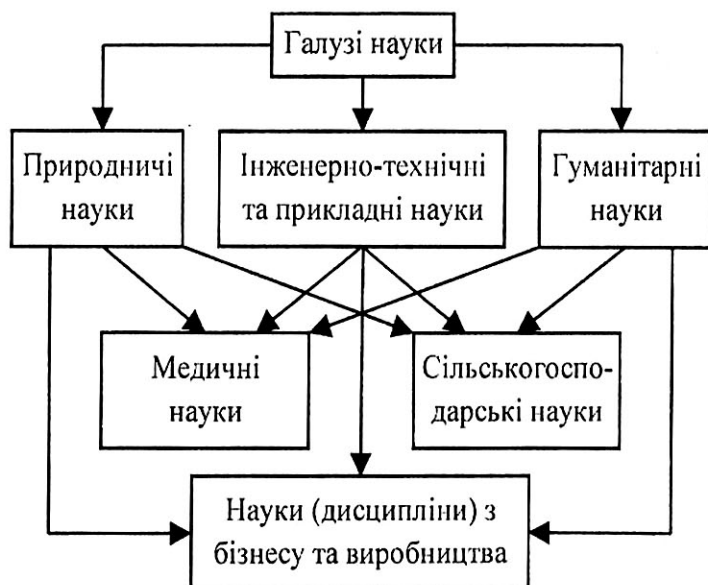 Галузі науки
Природничі
науки
Інженерно-технічні
та прикладні науки
Гуманітарні
науки
Медичні
науки
Сільськогоспо-
дарські науки
Науки (дисципліни) з
бізнесу та виробництва